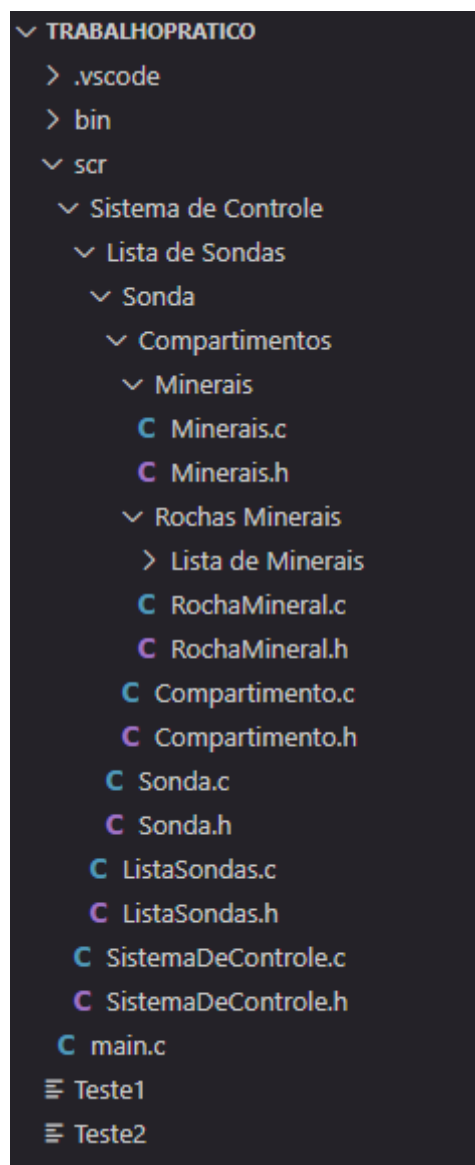 TRABALHOPRATICO
.vscode
bin
scr
Sistema de Controle
Lista de Sondas
Sonda
Compartimentos
Minerais
C Minerais.c
C Minerais.h
Rochas Minerais
Lista de Minerais
C RochaMineral.c
C RochaMineral.h
C Compartimento.c
C Compartimento.h
C Sonda.c
C Sonda.h
C ListaSondas.c
C ListaSondas.h
C SistemaDeControle.c
C SistemaDeControle.h
C main.c
Teste1
Teste2